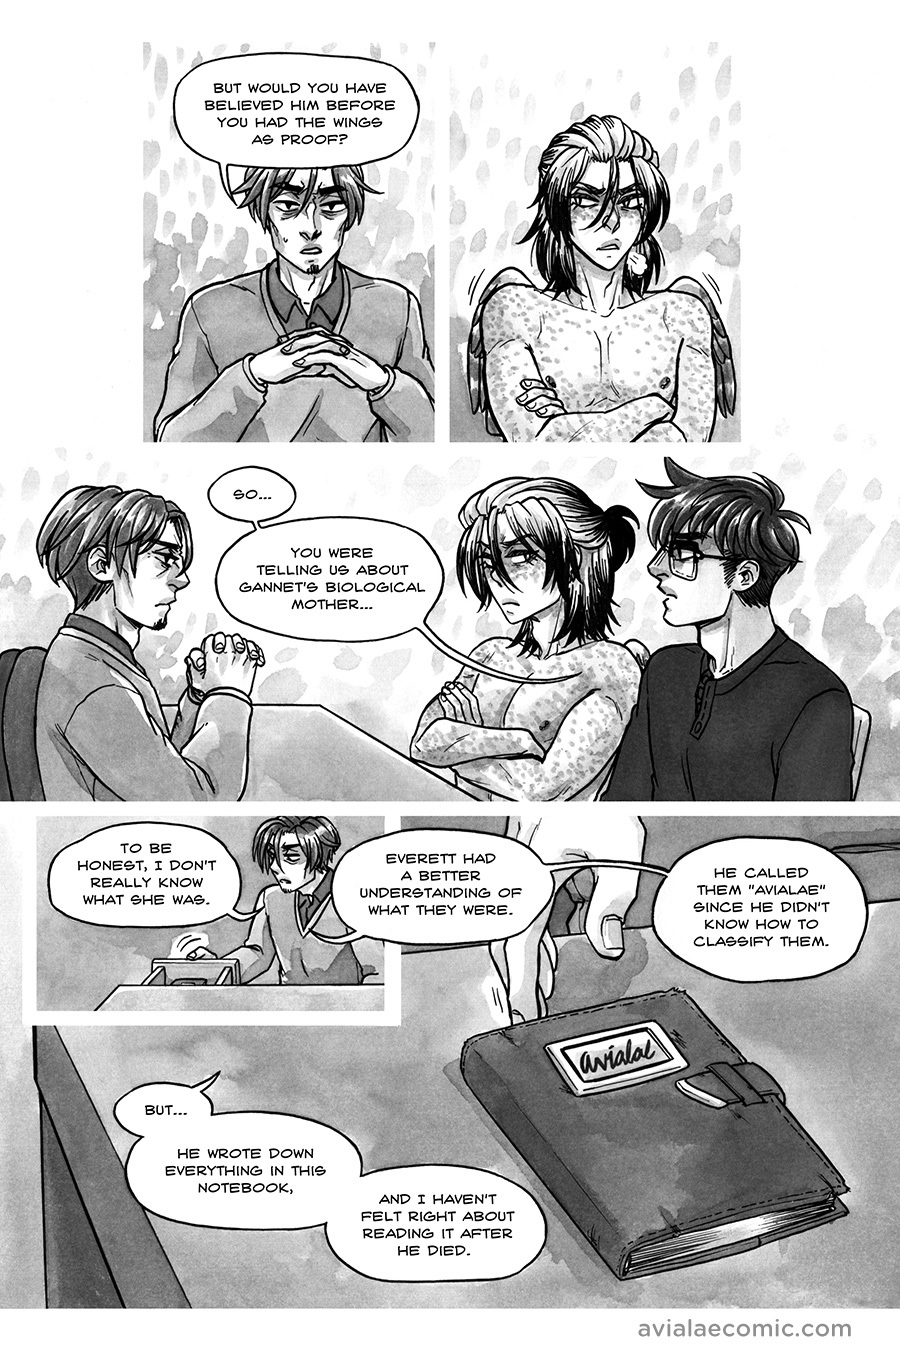 BUT WOULD YOU HAVE
BELIEVED HIM BEFORE
YOU HAD THE WINGS
AS PROOF?
SO...
YOU WERE
TELLING US ABOUT
GANNET'S BIOLOGICAL
MOTHER...
TO BE
HONEST, I DON'T
REALLY KNOW
WHAT SHE WAS.
EVERETT HAD
A BETTER
UNDERSTANDING OF
WHAT THEY WERE.
HE CALLED
THEM "AVIALAE"
SINCE HE DIDN'T
KNOW HOW TO
CLASSIFY THEM.
avialae
BUT...
HE WROTE DOWN
EVERYTHING IN THIS
NOTEBOOK,
AND I HAVEN'T
FELT RIGHT ABOUT
READING IT AFTER
HE DIED.
avialaecomic.com